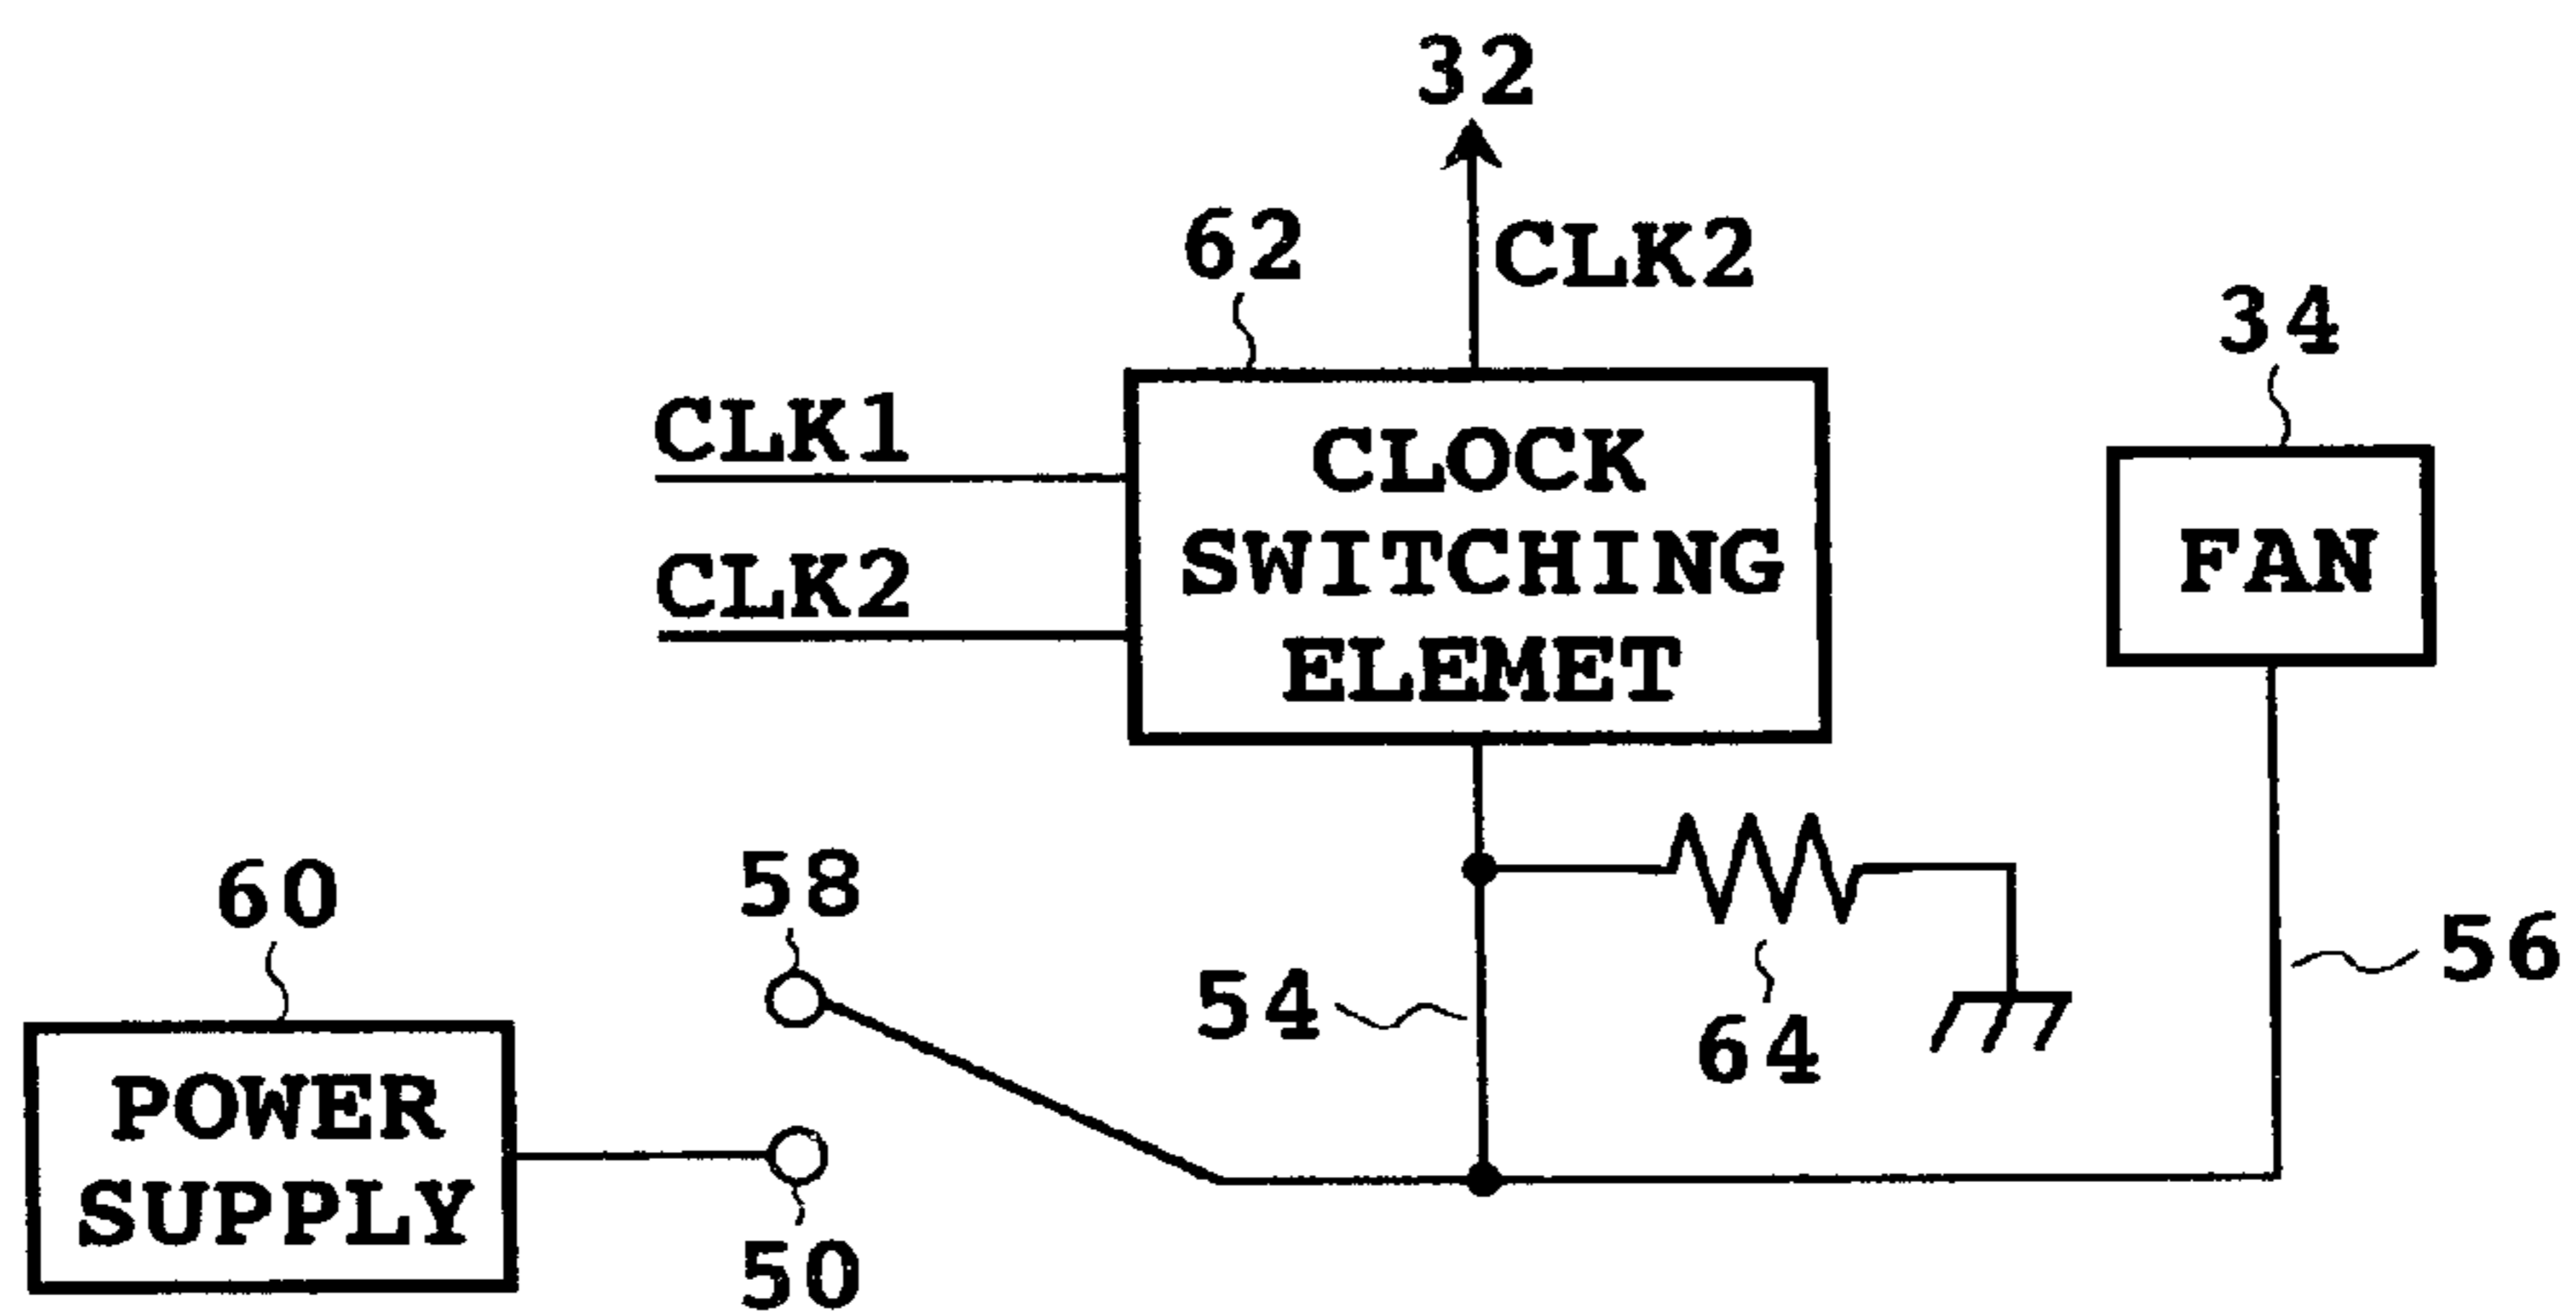 32
62
CLK2
34
CLK1
CLOCK
SWITCHING
ELEMET
CLK2
FAN
60
58
54
64
56
POWER
SUPPLY
50